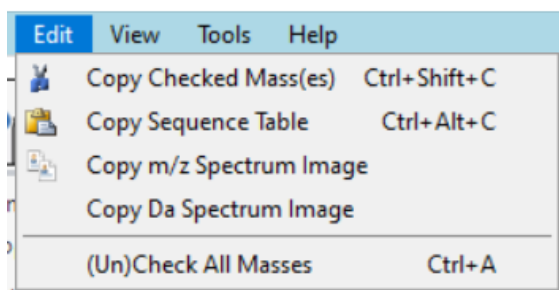 Edit View Tools Help
Copy Checked Mass(es) Ctrl+Shift+C
Copy Sequence Table Ctrl+Alt+C
Copy m/z Spectrum Image
Copy Da Spectrum Image
(Un)Check All Masses Ctrl+A